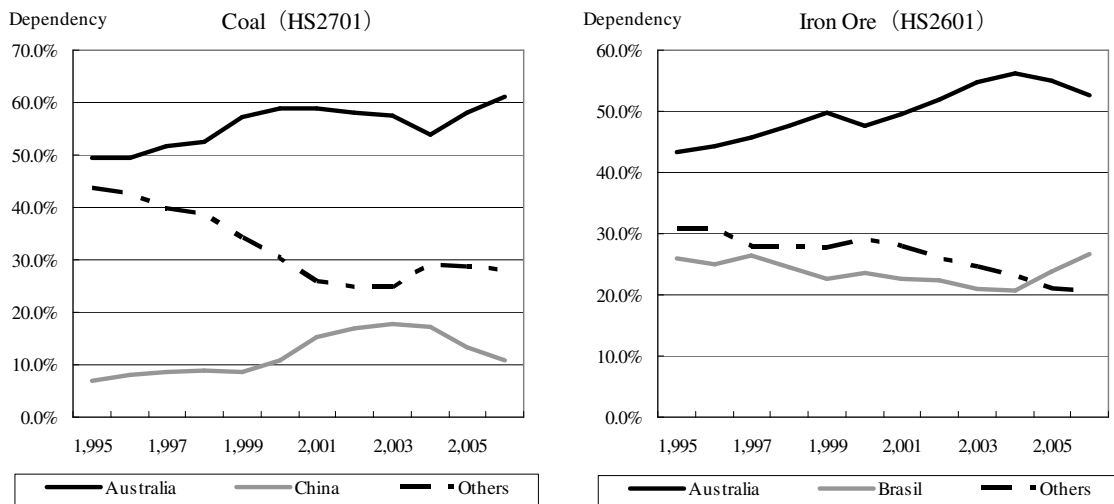 Dependency
Coal（HS2701）
70.0%
60.0%
50.0%
40.0%
30.0%
20.0%
10.0%
0.0%
1,995 1,997 1,999 2,001 2,003 2,005
Australia China Others
Dependency
Iron Ore（HS2601）
60.0%
50.0%
40.0%
30.0%
20.0%
10.0%
0.0%
1,995 1,997 1,999 2,001 2,003 2,005
Australia Brasil Others